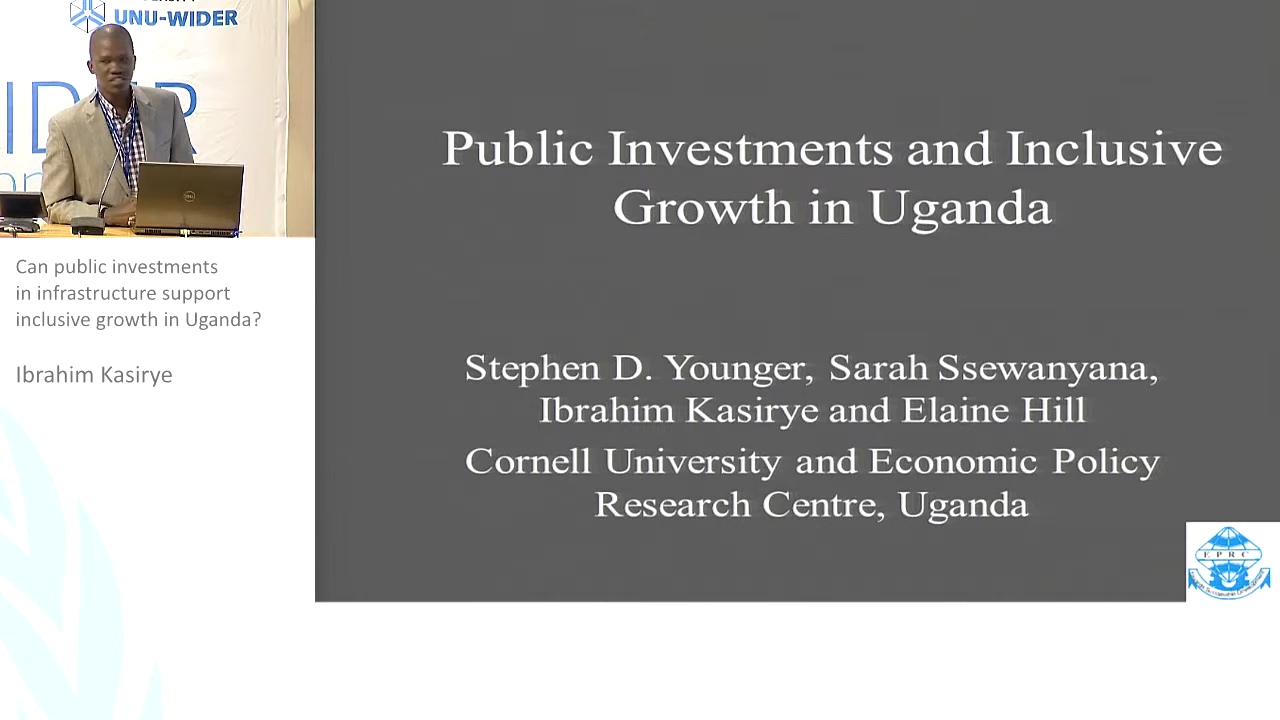 UNU-WIDER
Can public investments
in infrastructure support
inclusive growth in Uganda?
Ibrahim Kasirye
Public Investments and Inclusive
Growth in Uganda
Stephen D. Younger, Sarah Ssewanyana,
Ibrahim Kasirye and Elaine Hill
Cornell University and Economic Policy
Research Centre, Uganda
EPRC
DELL